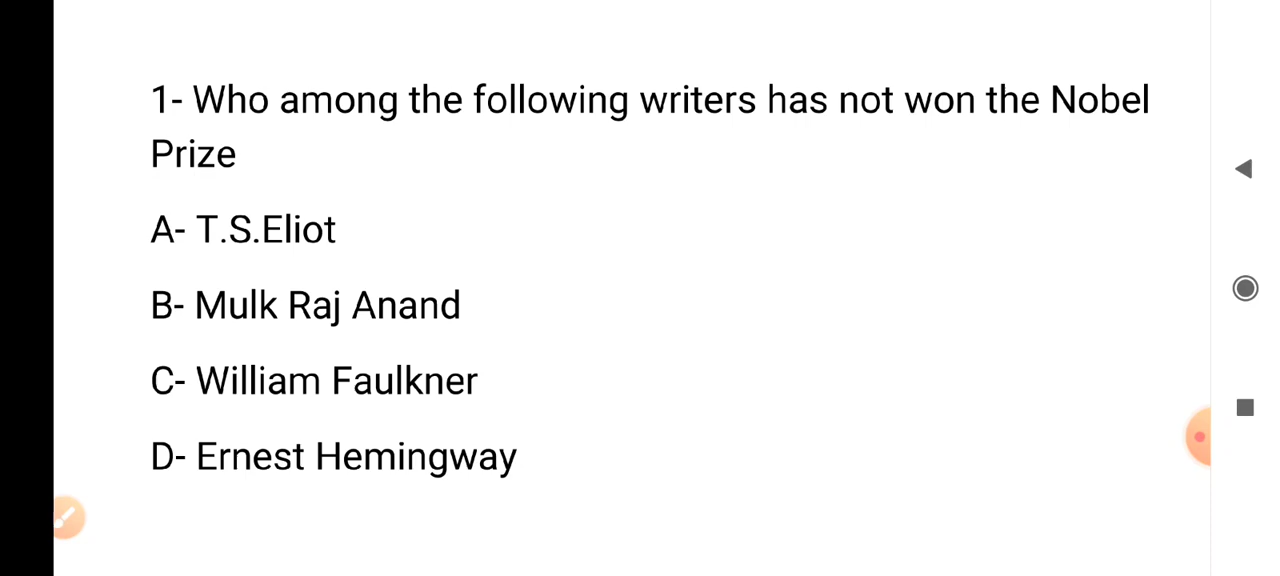 1- Who among the following writers has not won the Nobel
Prize
A- T.S.Eliot
B- Mulk Raj Anand
C- William Faulkner
D- Ernest Hemingway